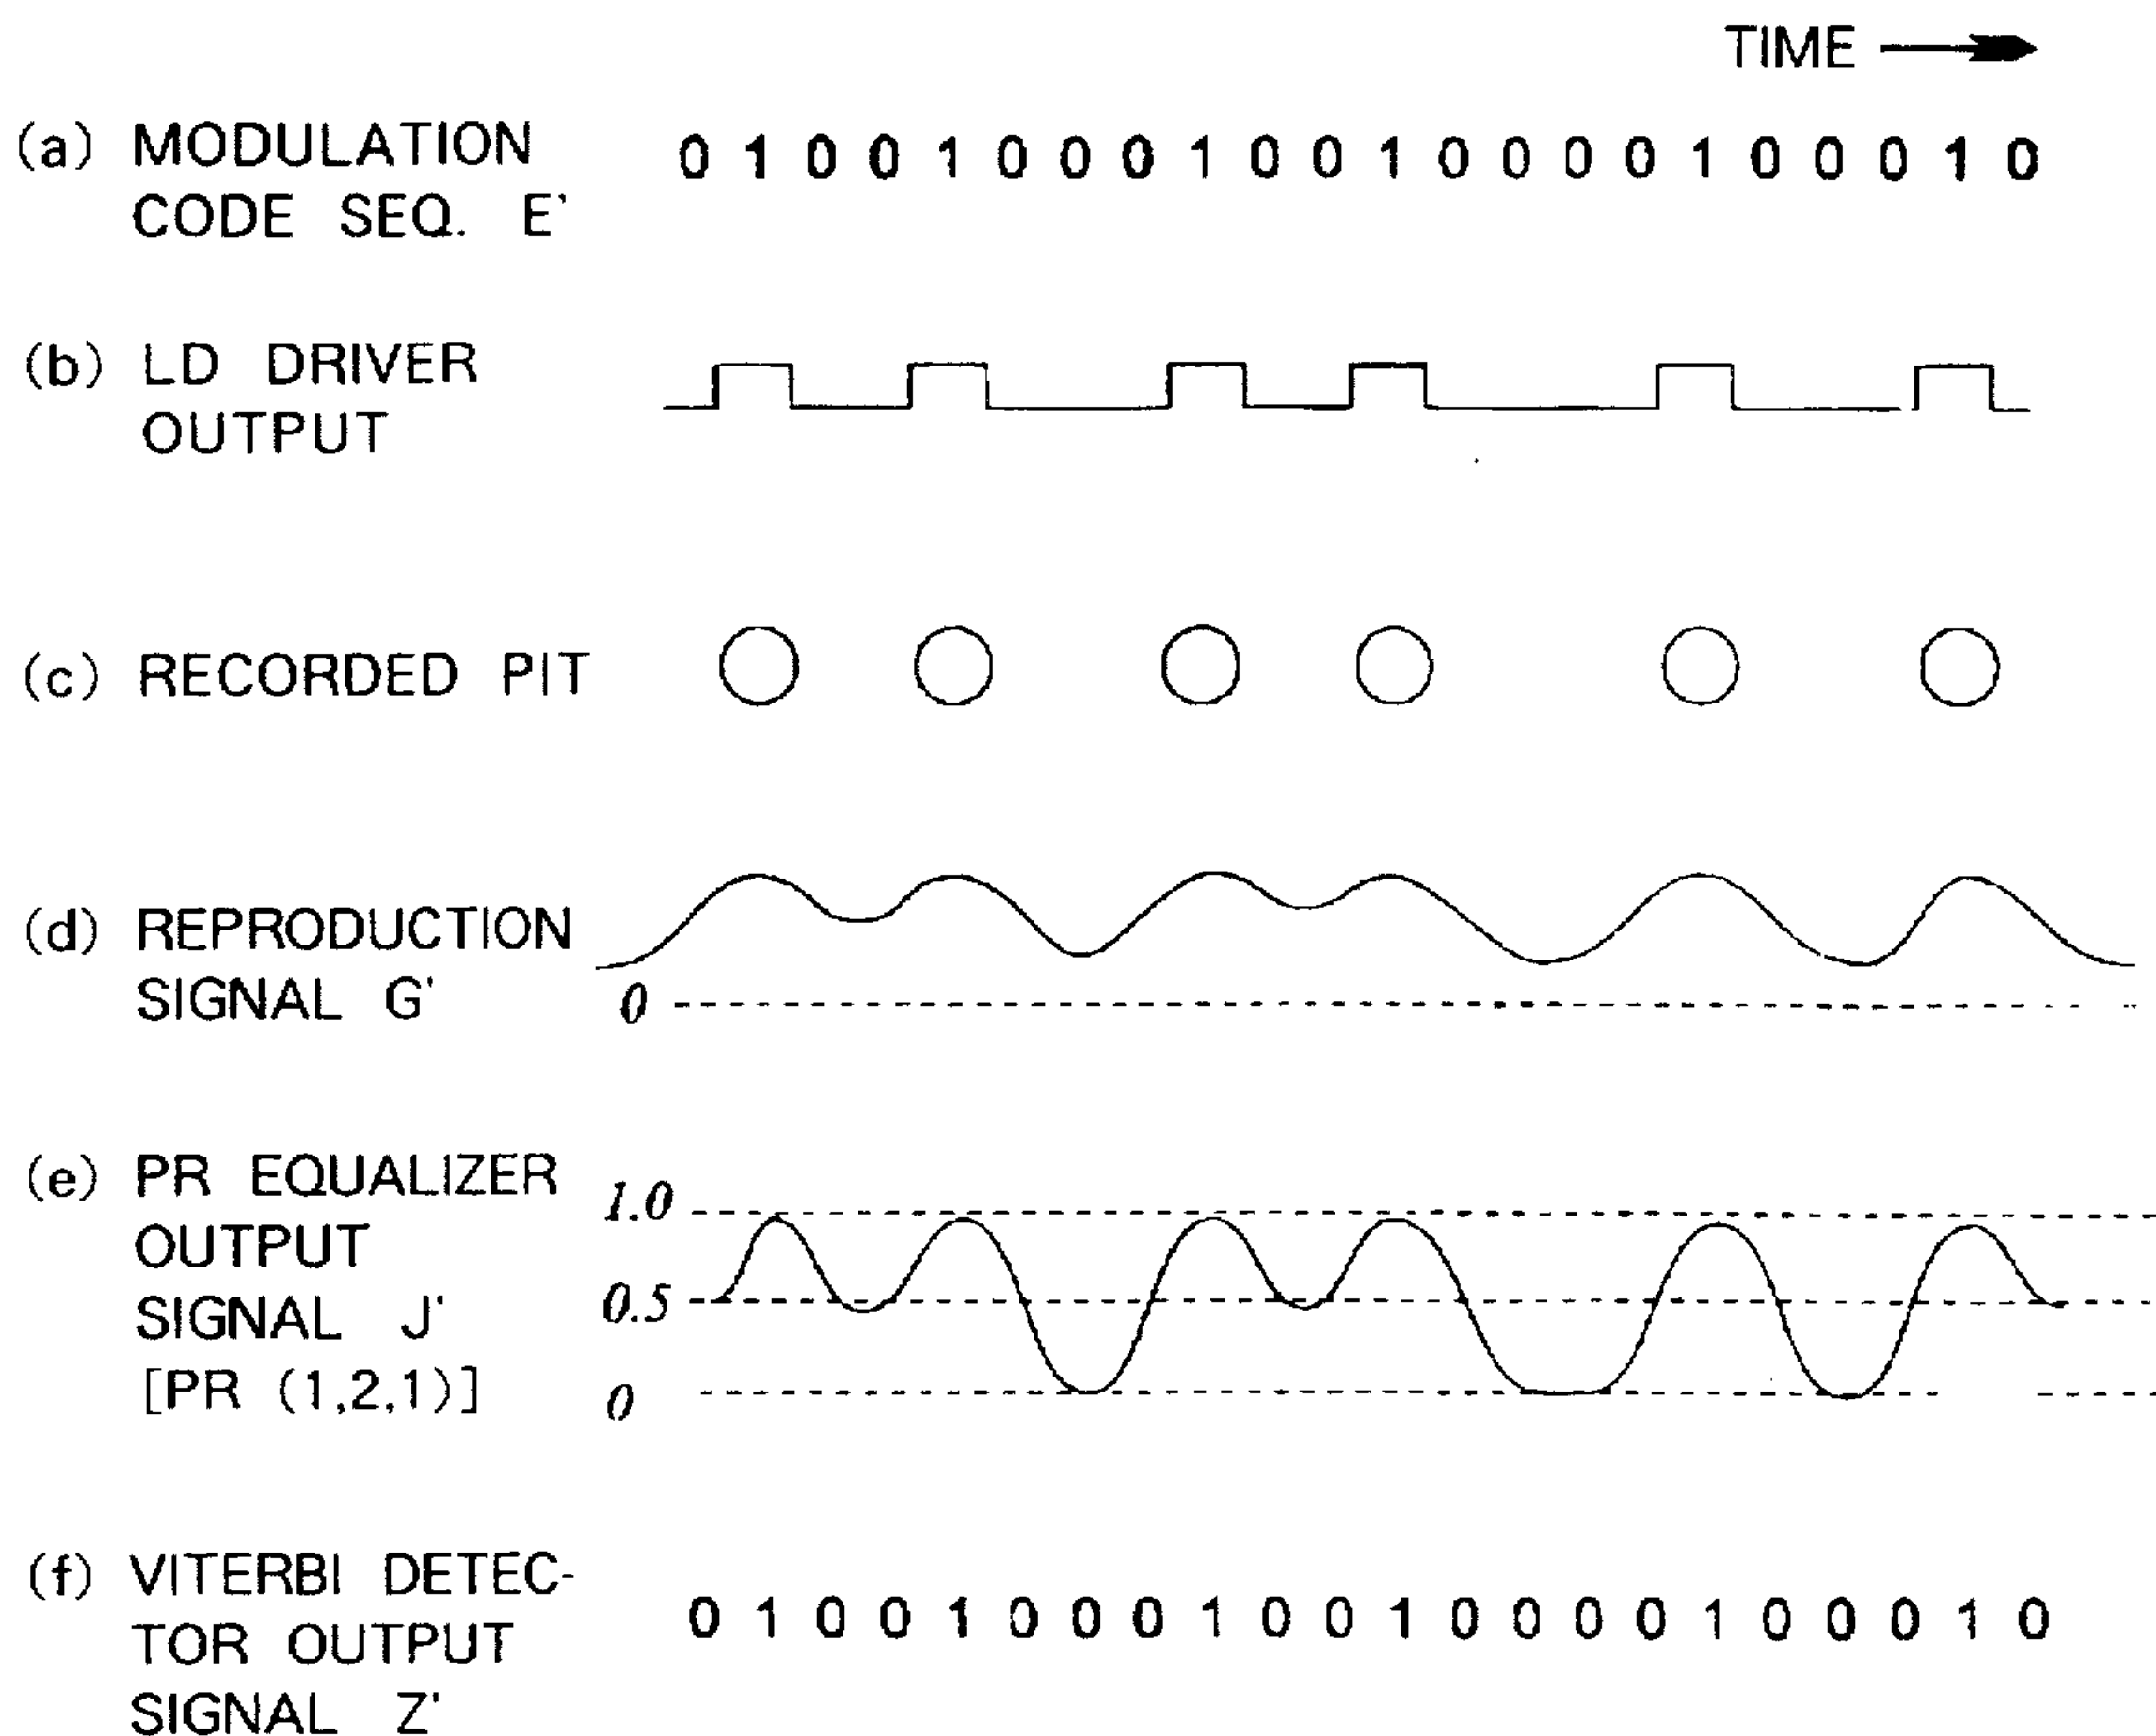 TIME
(a) MODULATION 0 1 0 0 1 0 0 0 1 0 0 1 0 0 0 0 1 0 0 0 1 0
CODE SEQ. E'
(b) LD DRIVER
OUTPUT
(c) RECORDED PIT
(d) REPRODUCTION
SIGNAL G'
0
(e) PR EQUALIZER
1.0
OUTPUT
SIGNAL J'
0.5
[PR (1,2,1)]
0
(f) VITERBI DETEC-
0 1 0 0 1 0 0 0 1 0 0 1 0 0 0 0 1 0 0 0 1 0
TOR OUTPUT
SIGNAL Z'